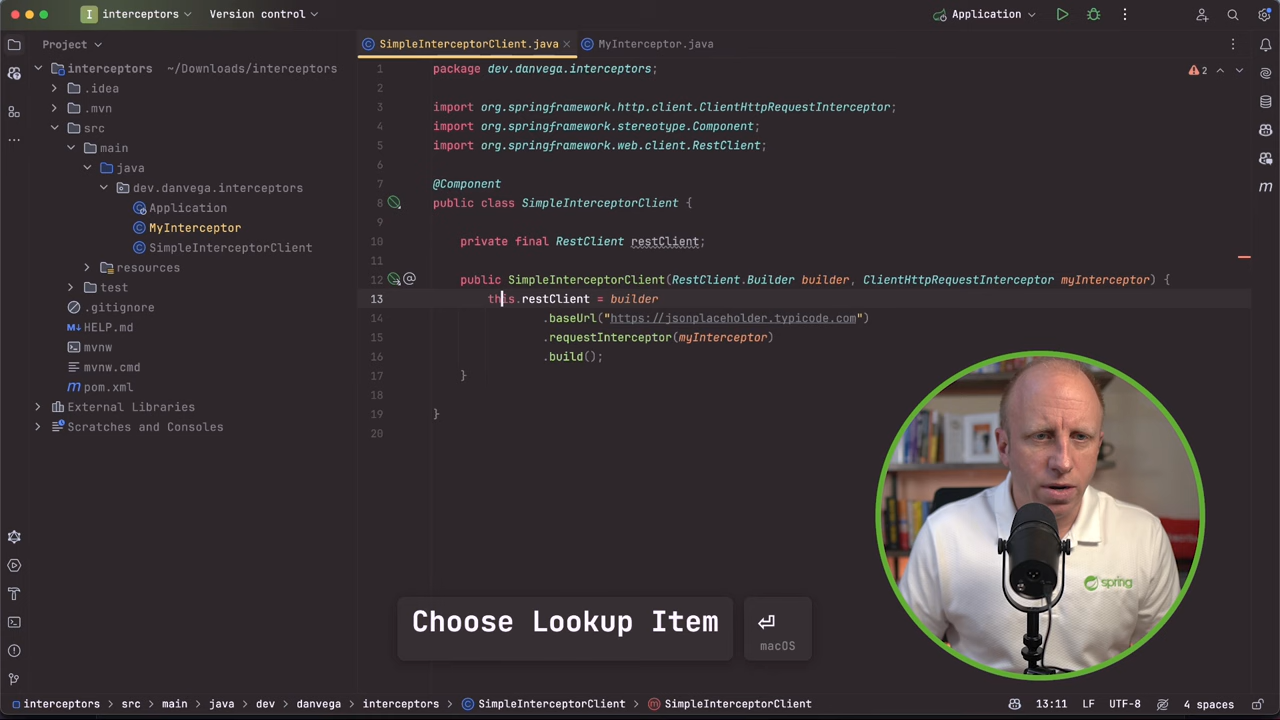 interceptors
Version control
Application
Project
SimpleInterceptorClient.java
MyInterceptor.java
interceptors ~/Downloads/interceptors
.idea
.mvn
src
main
java
dev.danvega.interceptors
Application
MyInterceptor
SimpleInterceptorClient
resources
test
.gitignore
HELP.md
mvnw
mvnw.cmd
pom.xml
External Libraries
Scratches and Consoles
1 package dev.danvega.interceptors;
2
3 import org.springframework.http.client.ClientHttpRequestInterceptor;
4 import org.springframework.stereotype.Component;
5 import org.springframework.web.client.RestClient;
6
7 @Component
8 public class SimpleInterceptorClient {
9
10 private final RestClient restClient;
11
12 public SimpleInterceptorClient(RestClient.Builder builder, ClientHttpRequestInterceptor myInterceptor) {
13 this.restClient = builder
14 .baseUrl("https://jsonplaceholder.typicode.com")
15 .requestInterceptor(myInterceptor)
16 .build();
17 }
18
19 }
20
2
Choose Lookup Item
⏎
macOS
spring
interceptors › src › main › java › dev › danvega › interceptors › SimpleInterceptorClient › SimpleInterceptorClient
13:11 LF UTF-8 4 spaces